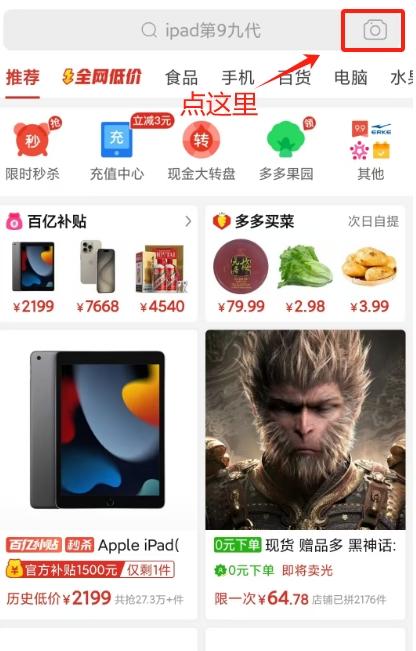 ipad第9九代
推荐 全网低价 食品 手机 百货 电脑 水果
点这里
抢 立减3元 领
秒 充 转 9.9 ERKE
限时秒杀 充值中心 现金大转盘 多多果园 其他
百亿补贴
¥2199 ¥7668 ¥4540
多多买菜 次日自提
¥79.99 ¥2.98 ¥3.99
百亿补贴 秒杀 Apple iPad(
官方补贴1500元 仅剩1件
历史低价¥2199 共抢27.3万+件
0元下单 现货 赠品多 黑神话:
0元下单 即将卖光
限一次¥64.78 店铺已拼2176件